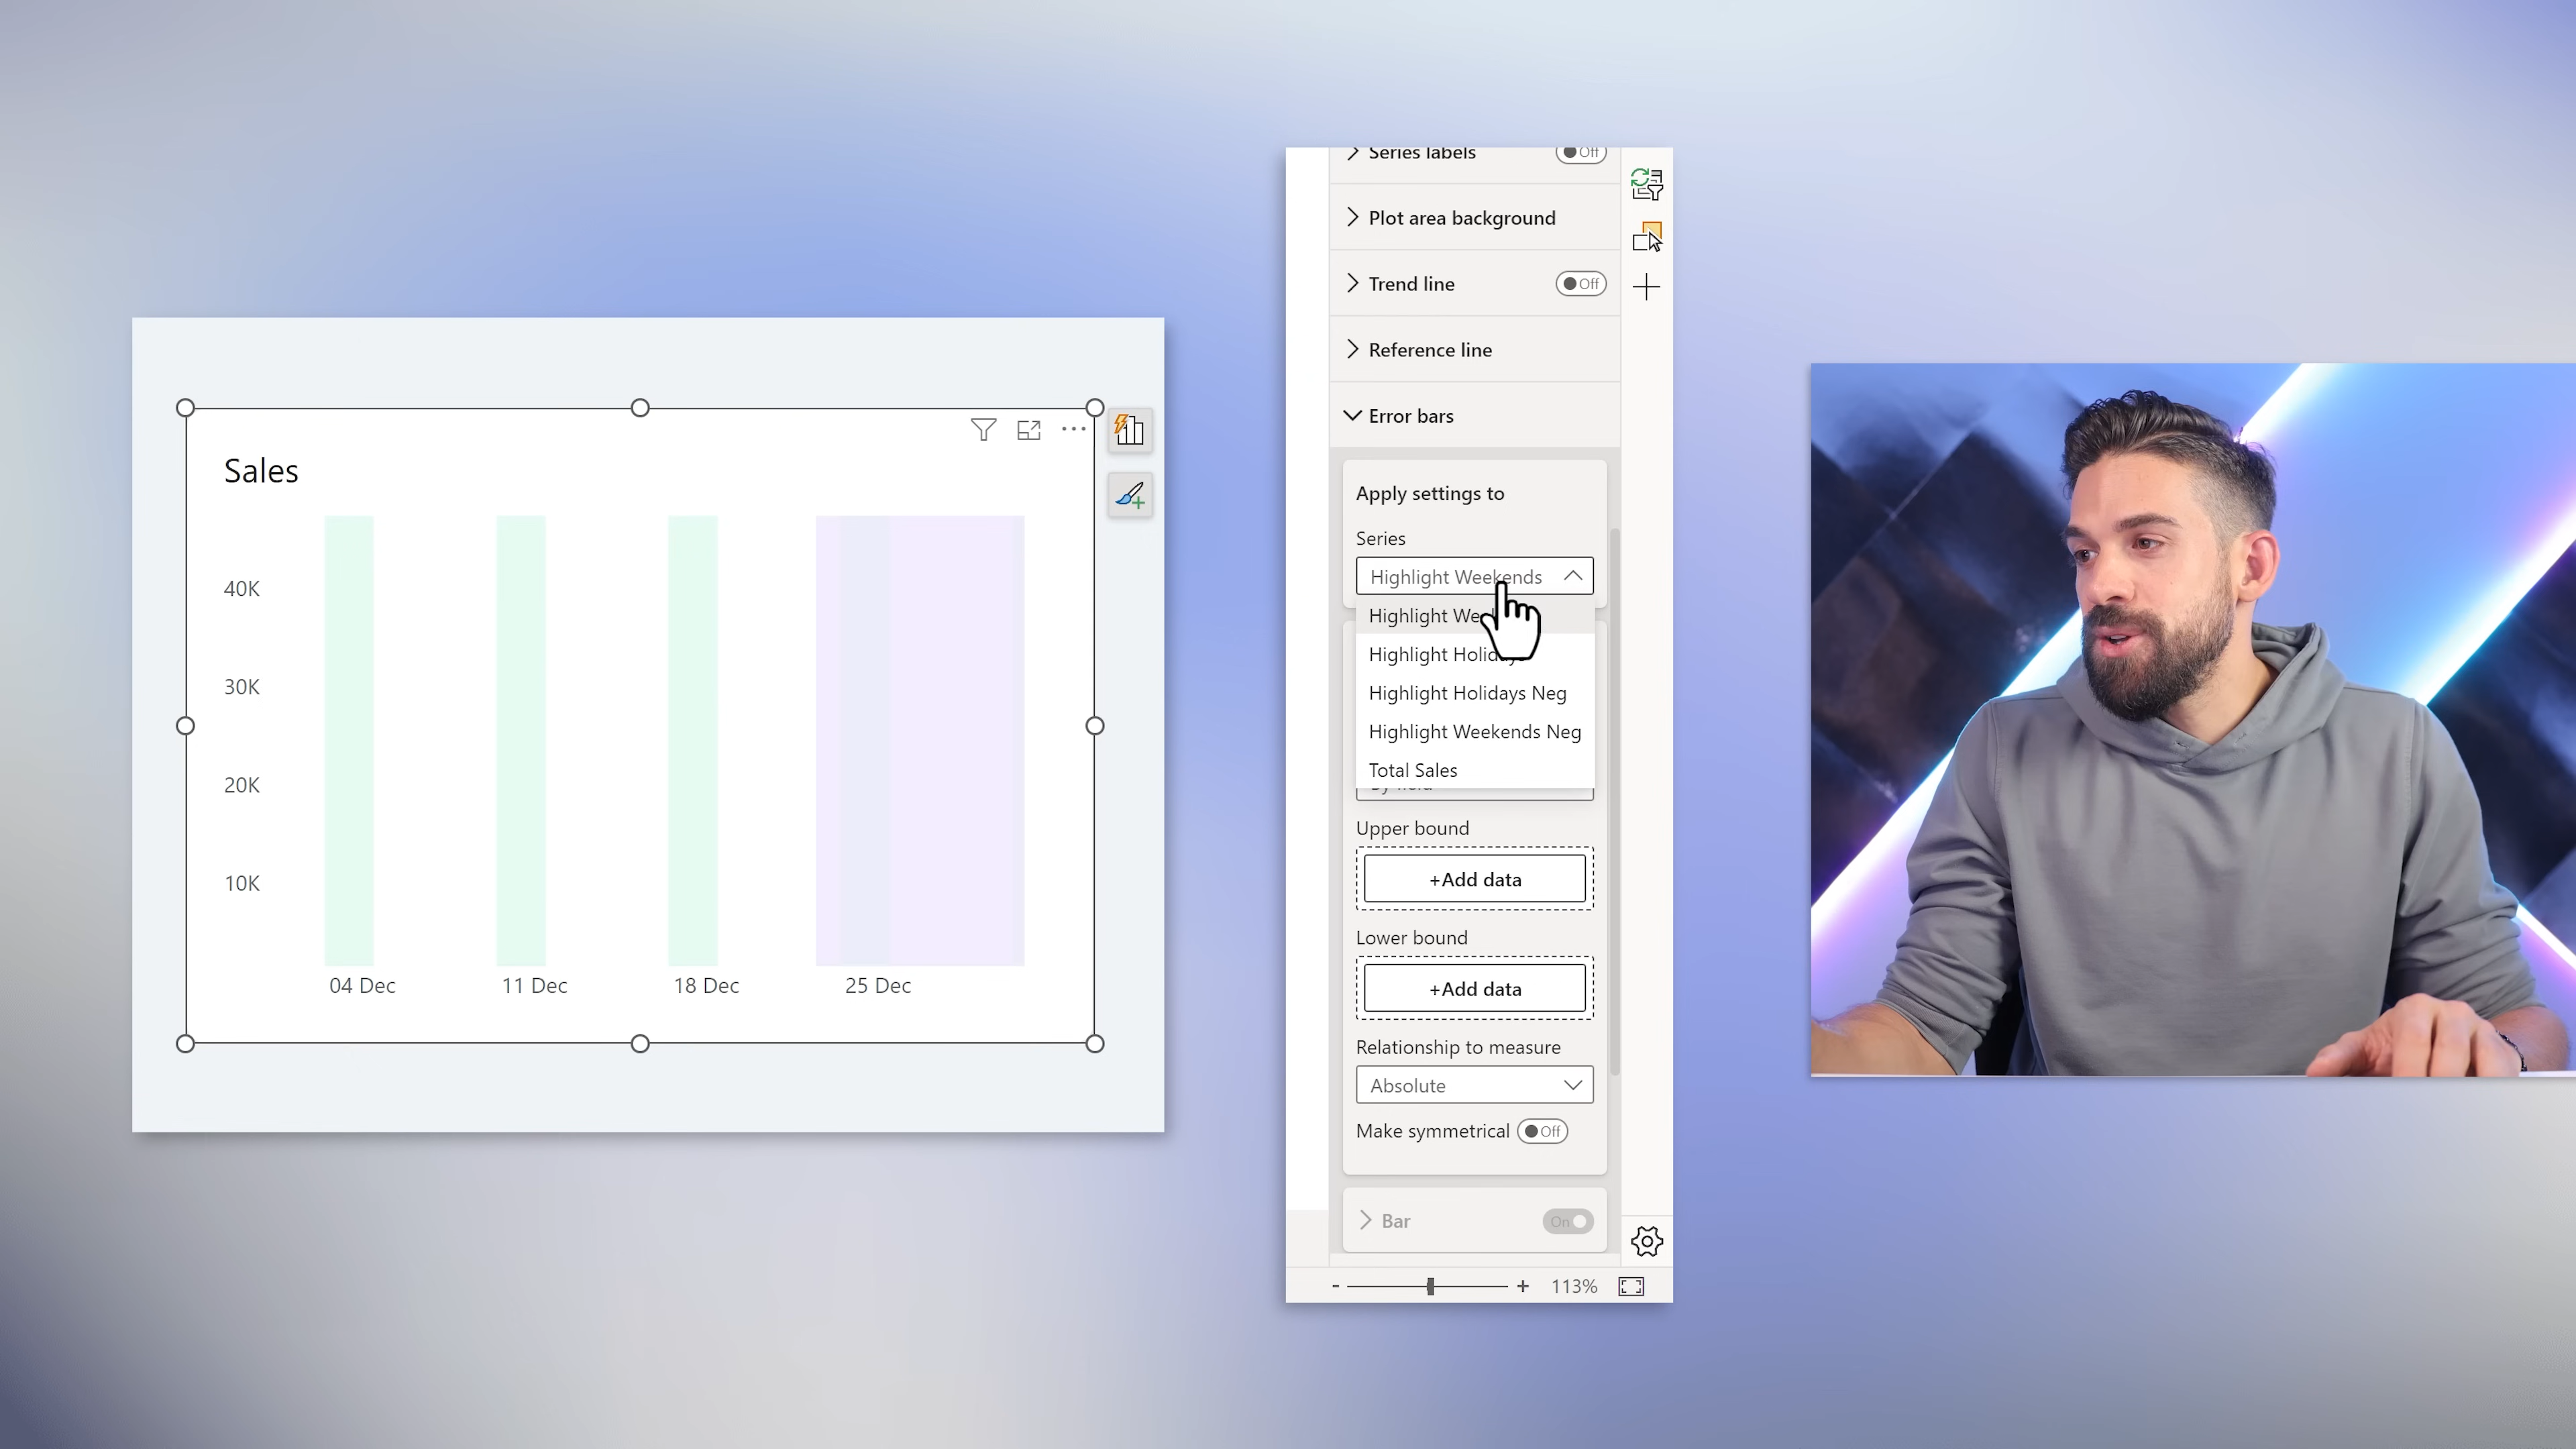 Sales
40K
30K
20K
10K
04 Dec
11 Dec
18 Dec
25 Dec
Series labels
Off
Plot area background
Trend line
Off
Reference line
Error bars
Apply settings to
Series
Highlight Weekends
Highlight
Highlight
Highlight Holidays Neg
Highlight Weekends Neg
Total Sales
Upper bound
+Add data
Lower bound
+Add data
Relationship to measure
Absolute
Make symmetrical
Off
Bar
On
- + 113%